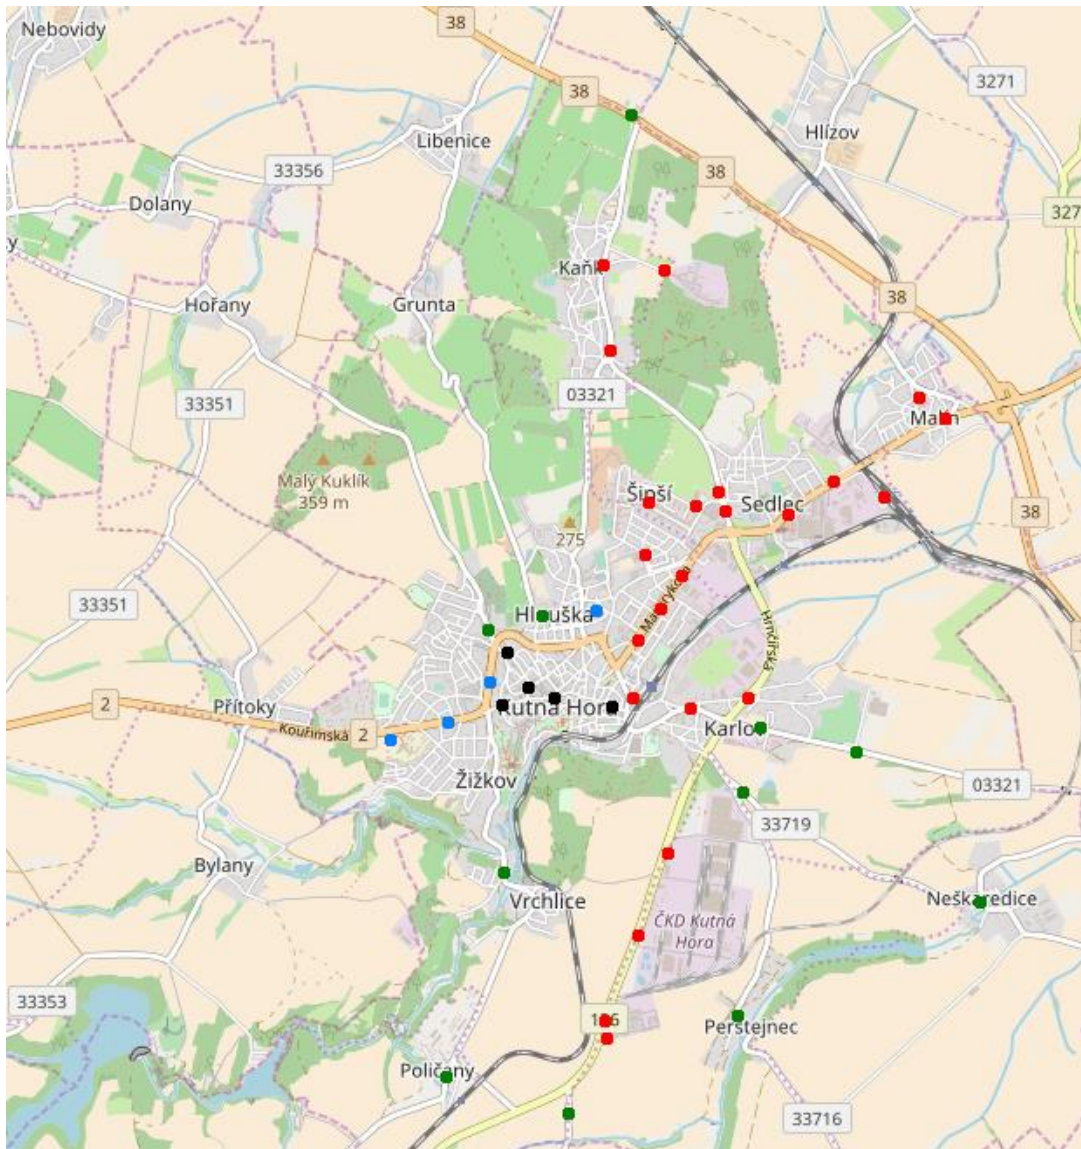 Nebovidy
38
3271
38
Hlízov
Libenice
33356
38
Dolany
327
Kaňk
Hořany
Grunta
38
33351
03321
Malín
Malý Kuklík
359 m
Šipší
Sedlec
275
38
33351
Hlouška
Masarykova
Hrnčířská
Přítoky
2
Kutná Hora
Karlov
Kouřimská
2
Žižkov
03321
33719
Bylany
Vrchlice
Neškaredice
ČKD Kutná
Hora
33353
Perštejnec
Poličany
33716